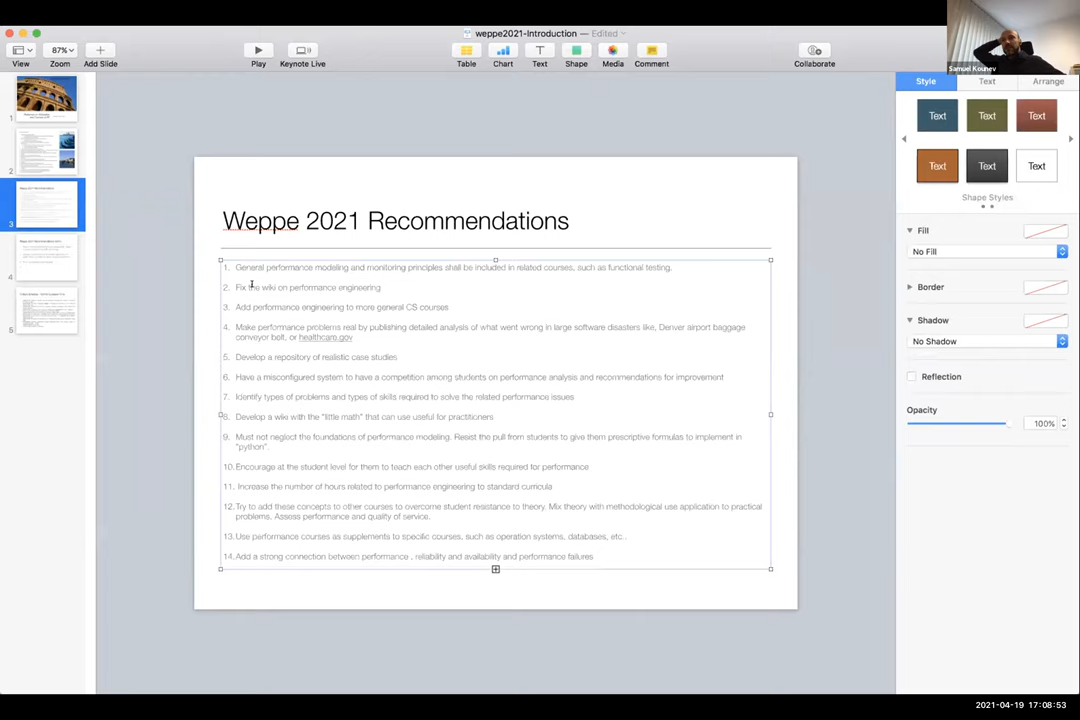 weppe2021-Introduction — Edited
87%
View
Zoom
Add Slide
Play
Keynote Live
Table
Chart
Text
Shape
Media
Comment
Collaborate
Samuel Kounev
Style
Text
Arrange
Text
Text
Text
Text
Text
Text
Shape Styles
Fill
No Fill
Border
Shadow
No Shadow
Reflection
Opacity
100%
1
2
3
4
5
Weppe 2021 Recommendations
1. General performance modeling and monitoring principles shall be included in related courses, such as functional testing.
2. Fix the wiki on performance engineering
3. Add performance engineering to more general CS courses
4. Make performance problems real by publishing detailed analysis of what went wrong in large software disasters like, Denver airport baggage
conveyor bolt, or healthcare.gov
5. Develop a repository of realistic case studies
6. Have a misconfigured system to have a competition among students on performance analysis and recommendations for improvement
7. Identify types of problems and types of skills required to solve the related performance issues
8. Develop a wiki with the "little math" that can use useful for practitioners
9. Must not neglect the foundations of performance modeling. Resist the pull from students to give them prescriptive formulas to implement in
"python".
10. Encourage at the student level for them to teach each other useful skills required for performance
11. Increase the number of hours related to performance engineering to standard curricula
12. Try to add these concepts to other courses to overcome student resistance to theory. Mix theory with methodological use application to practical
problems. Assess performance and quality of service.
13. Use performance courses as supplements to specific courses, such as operation systems, databases, etc..
14. Add a strong connection between performance , reliability and availability and performance failures
2021-04-19 17:08:53